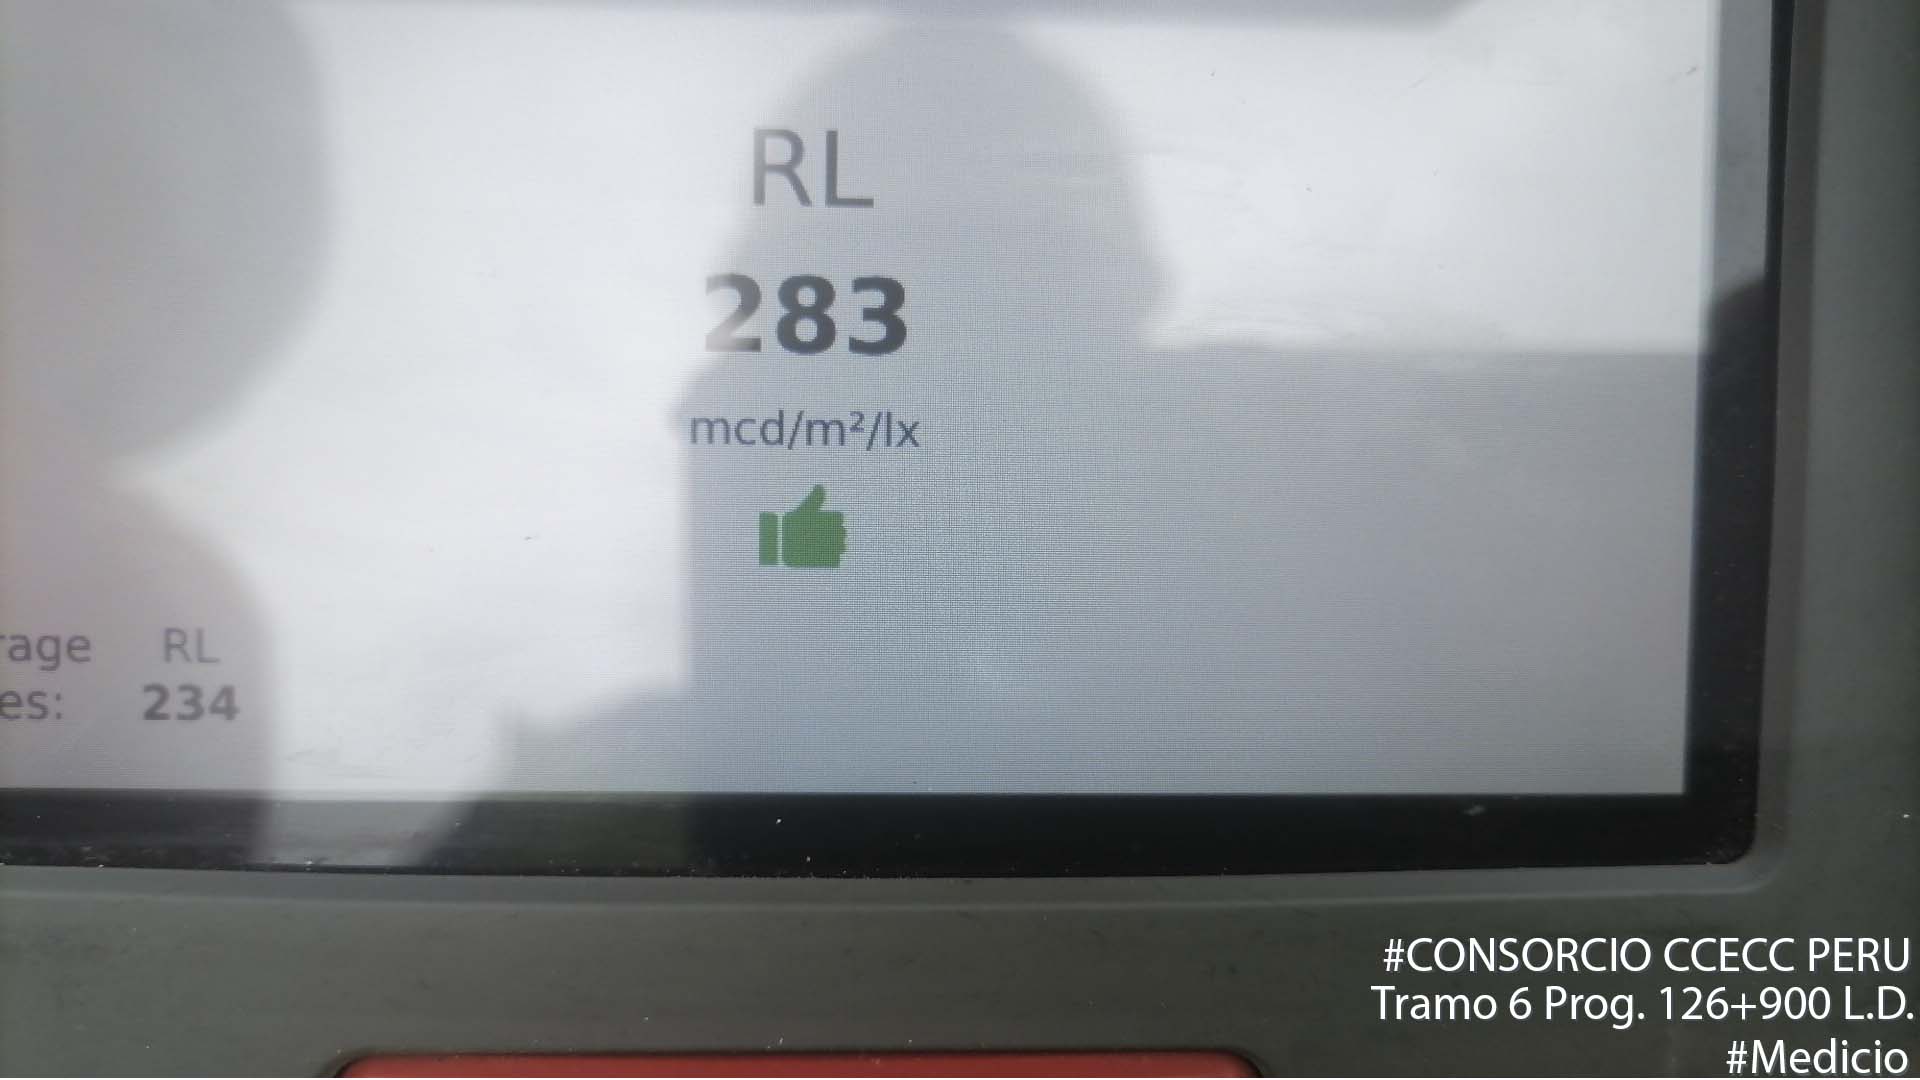 RL
283
mcd/m²/lx
rage RL
es: 234
#CONSORCIO CCECC PERU
Tramo 6 Prog. 126+900 L.D.
#Medicio